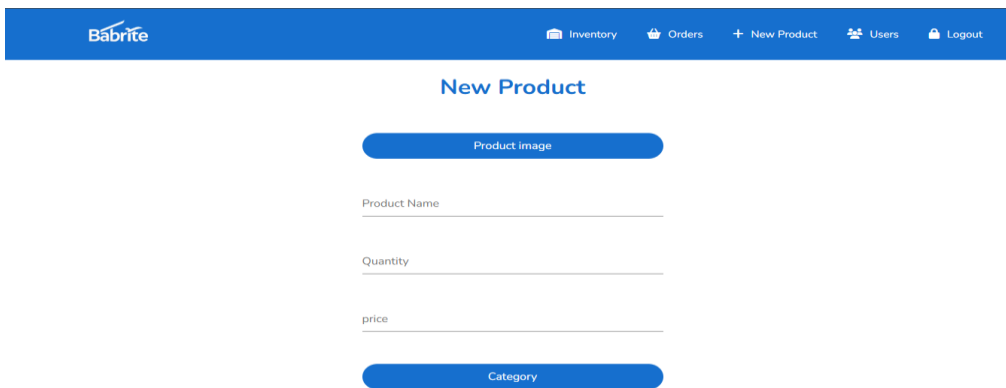 Babrite
Inventory Orders New Product Users Logout
New Product
Product image
Product Name
Quantity
price
Category